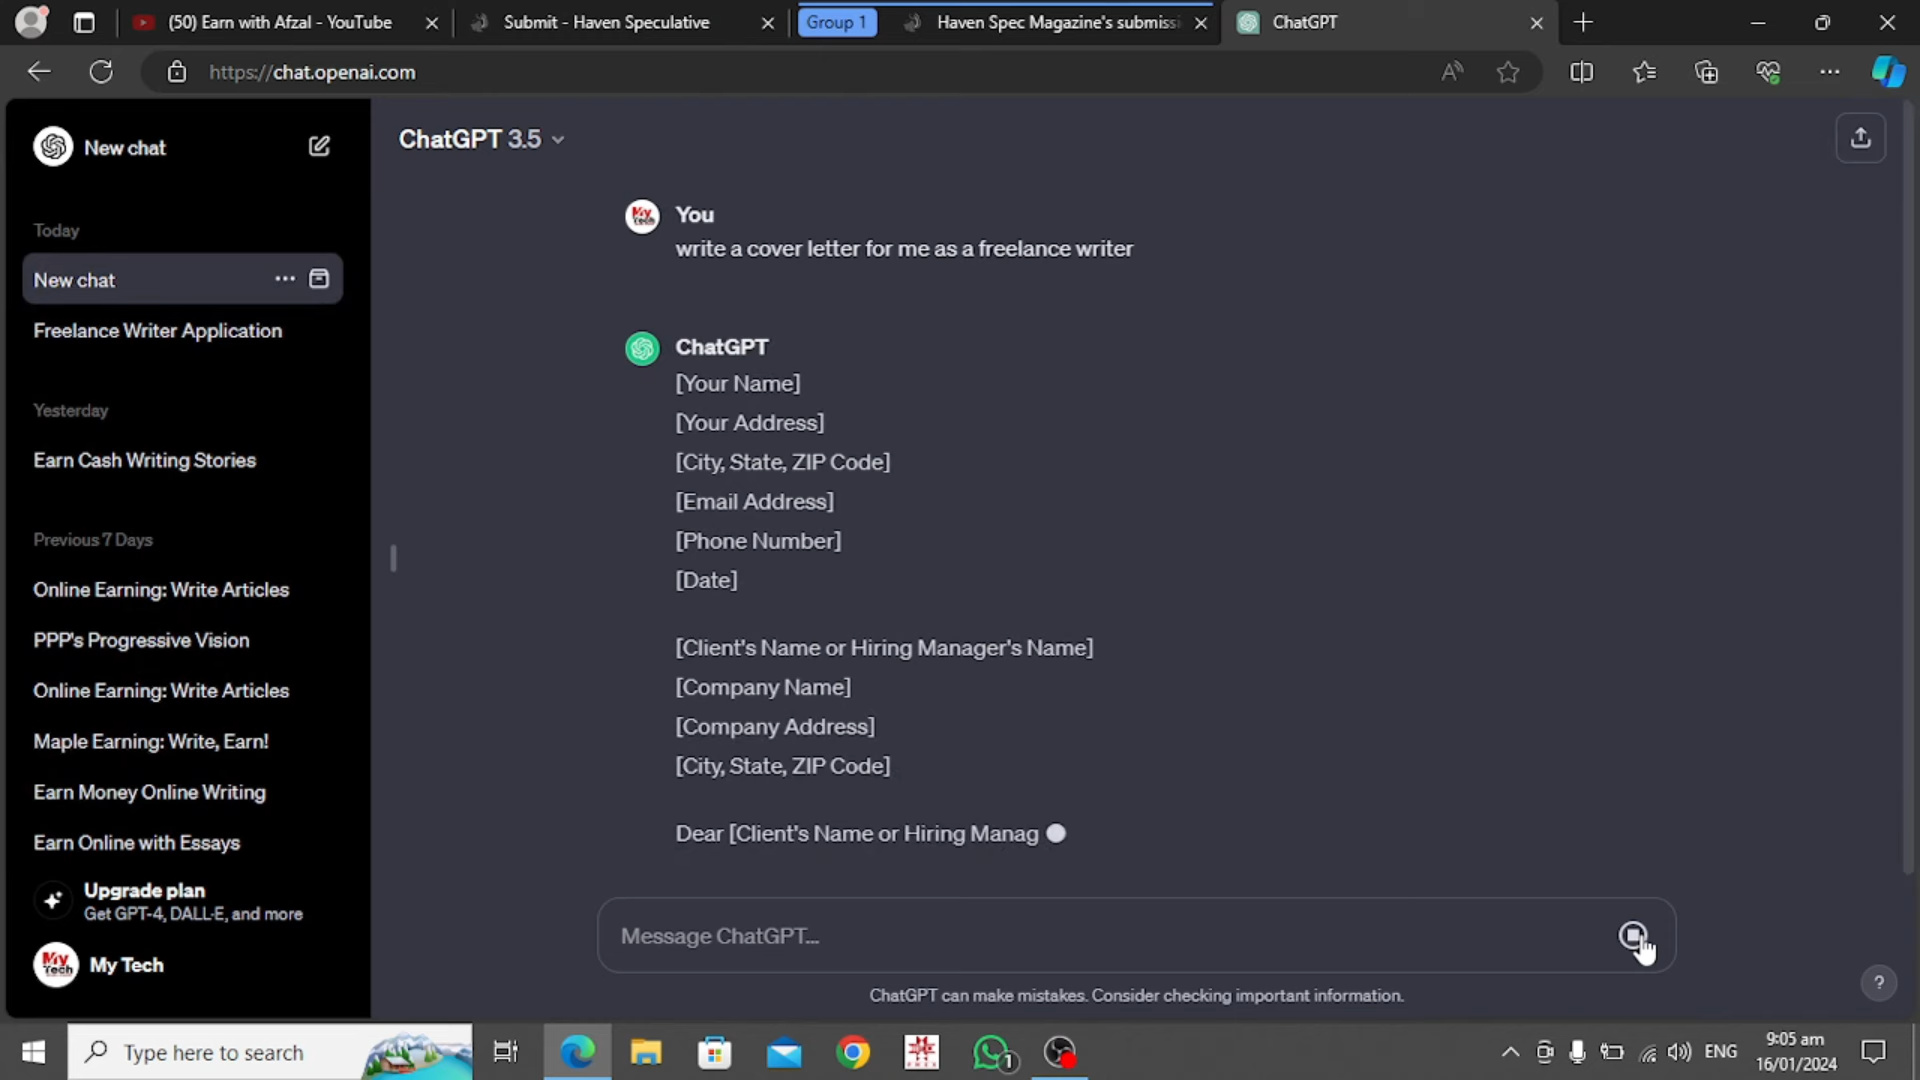 (50) Earn with Afzal - YouTube
Submit - Haven Speculative
Group 1
Haven Spec Magazine's submissi
ChatGPT
https://chat.openai.com
New chat
Today
New chat
Freelance Writer Application
Yesterday
Earn Cash Writing Stories
Previous 7 Days
Online Earning: Write Articles
PPP's Progressive Vision
Online Earning: Write Articles
Maple Earning: Write, Earn!
Earn Money Online Writing
Earn Online with Essays
Upgrade plan
Get GPT-4, DALL·E, and more
My Tech
My Tech
ChatGPT 3.5
My Tech
You
write a cover letter for me as a freelance writer
ChatGPT
[Your Name]
[Your Address]
[City, State, ZIP Code]
[Email Address]
[Phone Number]
[Date]
[Client's Name or Hiring Manager's Name]
[Company Name]
[Company Address]
[City, State, ZIP Code]
Dear [Client's Name or Hiring Manag
Message ChatGPT...
ChatGPT can make mistakes. Consider checking important information.
?
Type here to search
1
ENG
9:05 am
16/01/2024